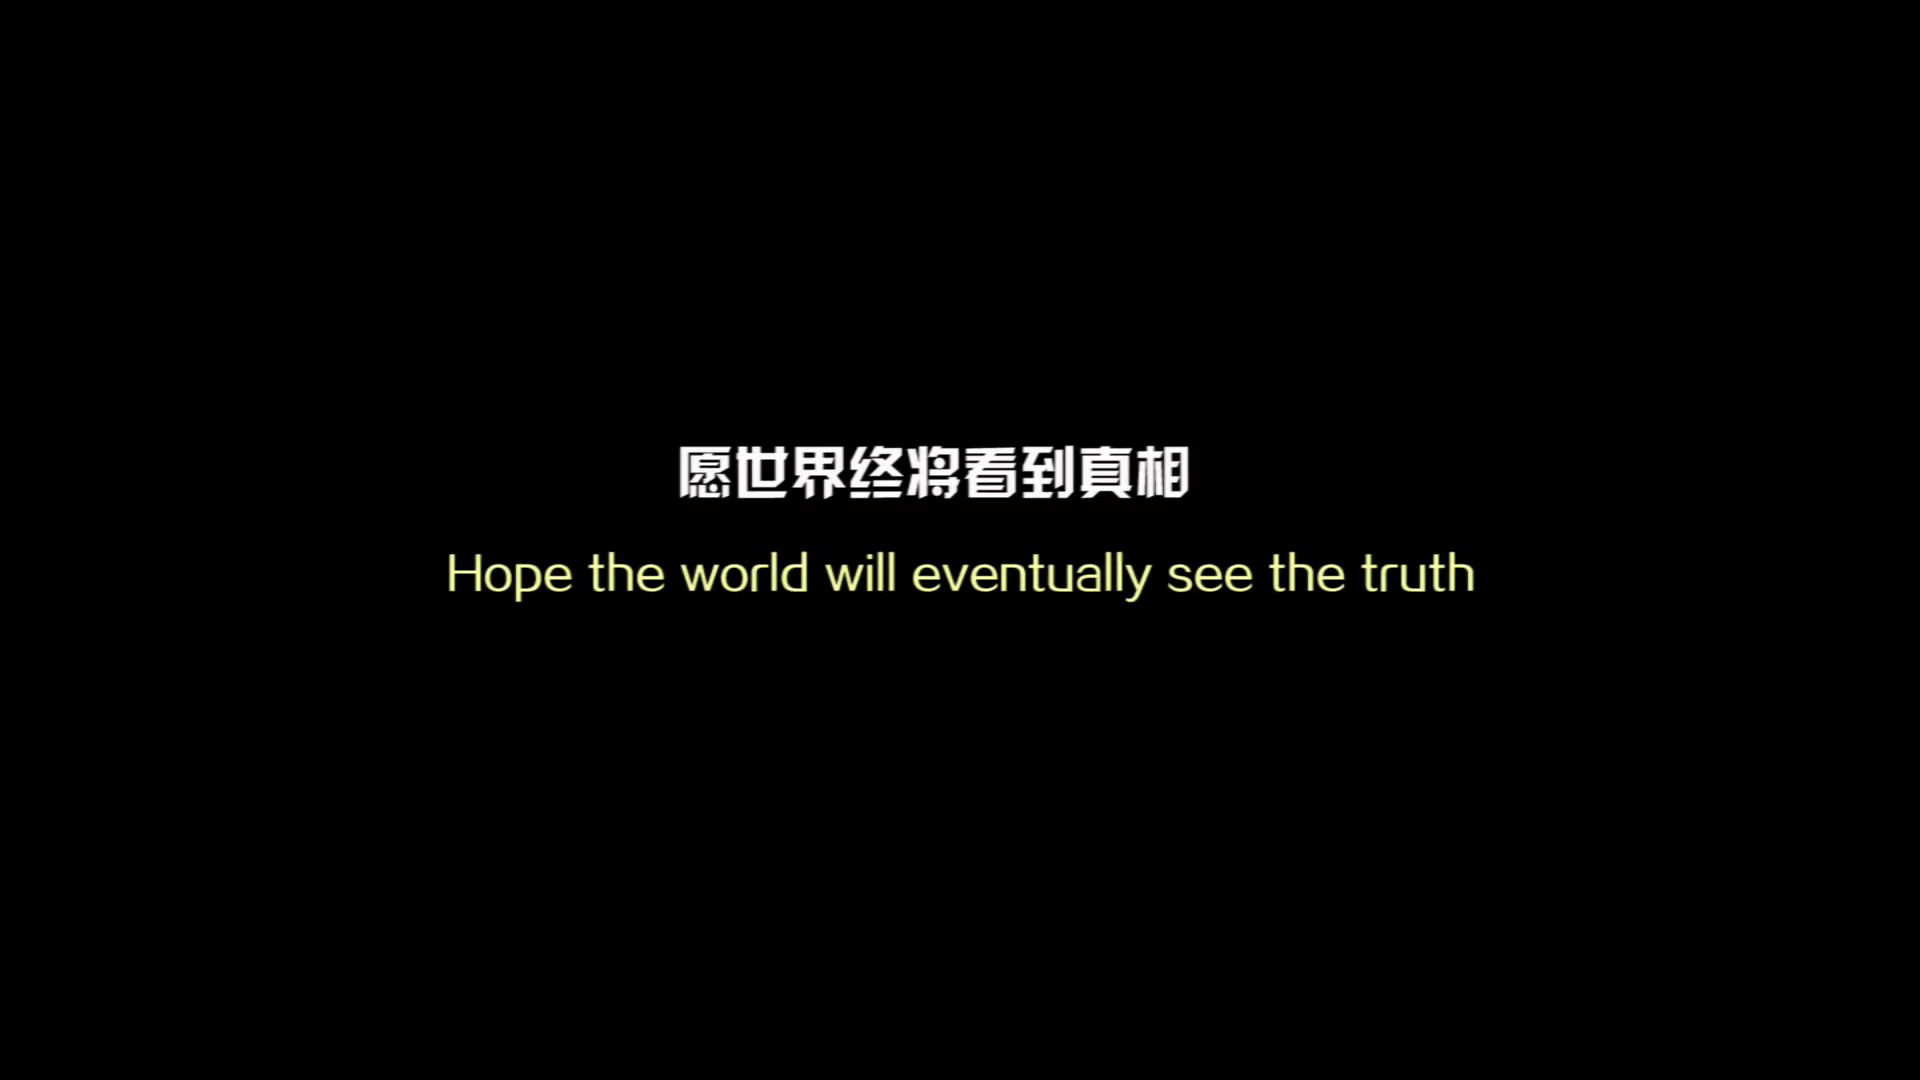 愿世界终将看到真相
Hope the world will eventually see the truth